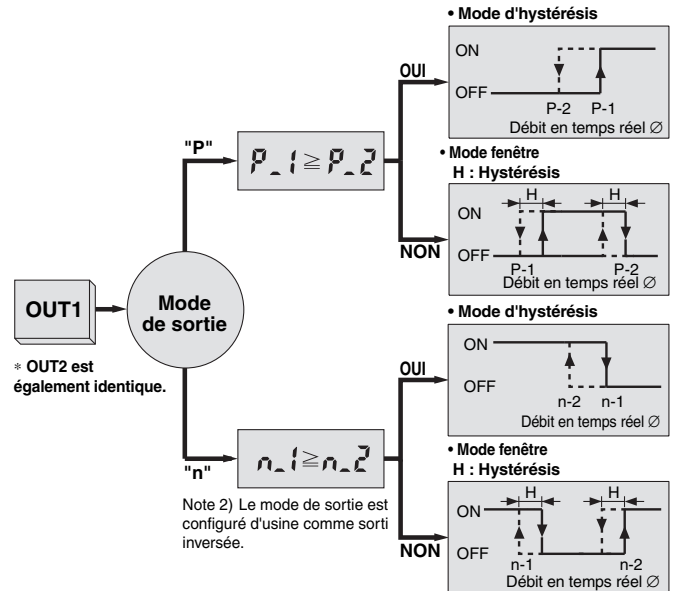 • Mode d'hystérésis
ON
OFF
P-2 P-1
Débit en temps réel ∅
OUI
"P"
P_1 ≧ P_2
NON
• Mode fenêtre
H : Hystérésis
H H
ON
OFF
P-1 P-2
Débit en temps réel ∅
OUT1
Mode
de sortie
* OUT2 est
également identique.
• Mode d'hystérésis
ON
OFF
n-2 n-1
Débit en temps réel ∅
OUI
"n"
n_1 ≧ n_2
NON
Note 2) Le mode de sortie est
configuré d'usine comme sorti
inversée.
• Mode fenêtre
H : Hystérésis
H H
ON
OFF
n-1 n-2
Débit en temps réel ∅